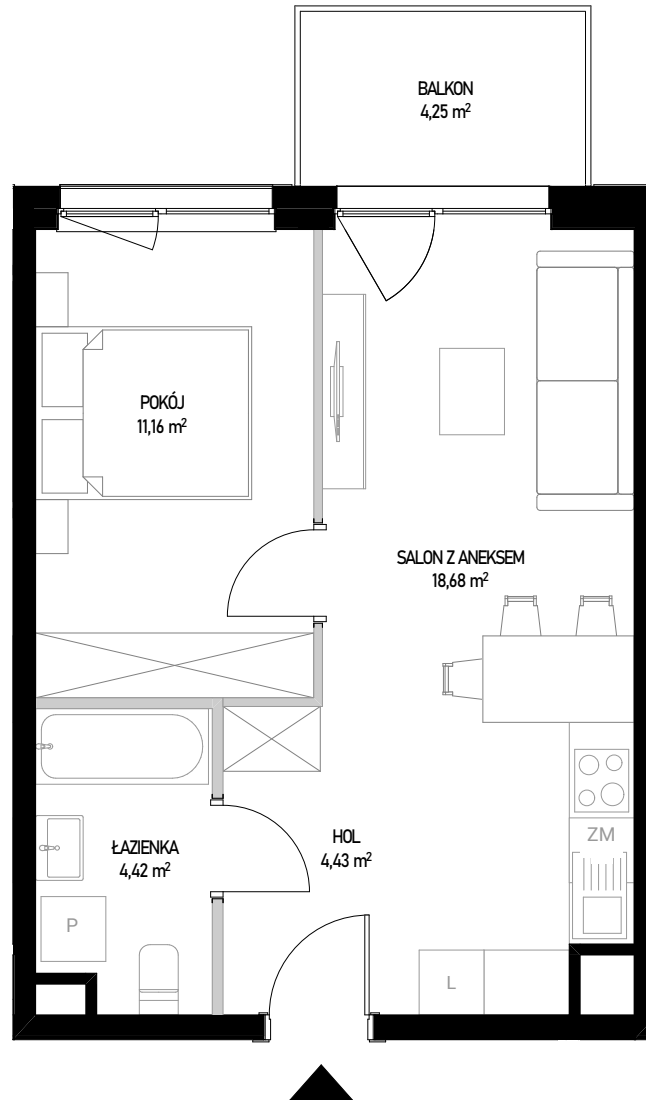 BALKON
4,25 m²
POKÓJ
11,16 m²
SALON Z ANEKSEM
18,68 m²
ŁAZIENKA
4,42 m²
HOL
4,43 m²
ZM
P
L